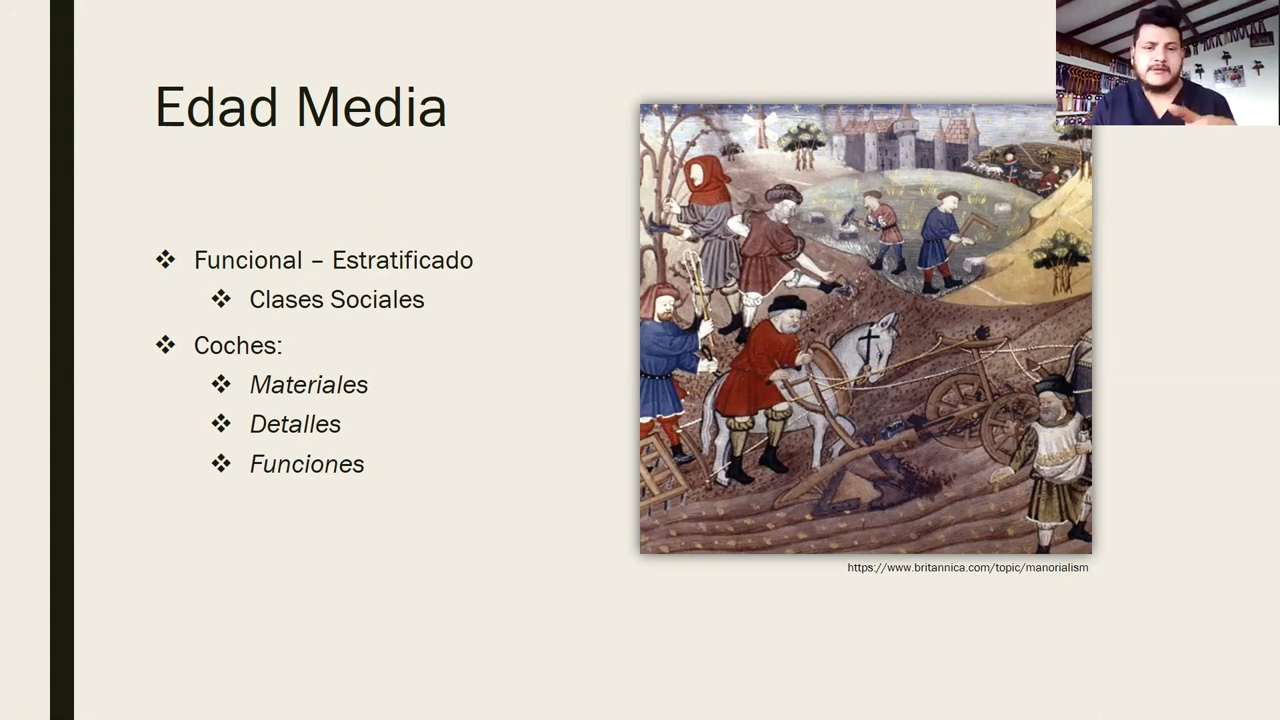 Edad Media
❖ Funcional – Estratificado
❖ Clases Sociales
❖ Coches:
❖ Materiales
❖ Detalles
❖ Funciones
https://www.britannica.com/topic/manorialism